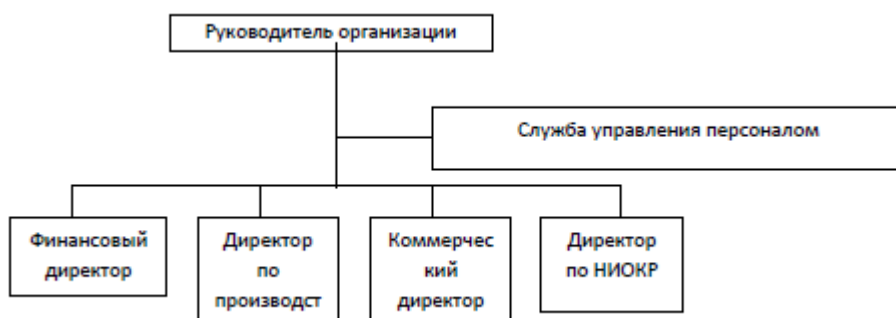 Руководитель организации
Служба управления персоналом
Финансовый
директор
Директор
по
производст
Коммерчес
кий
директор
Директор
по НИОКР